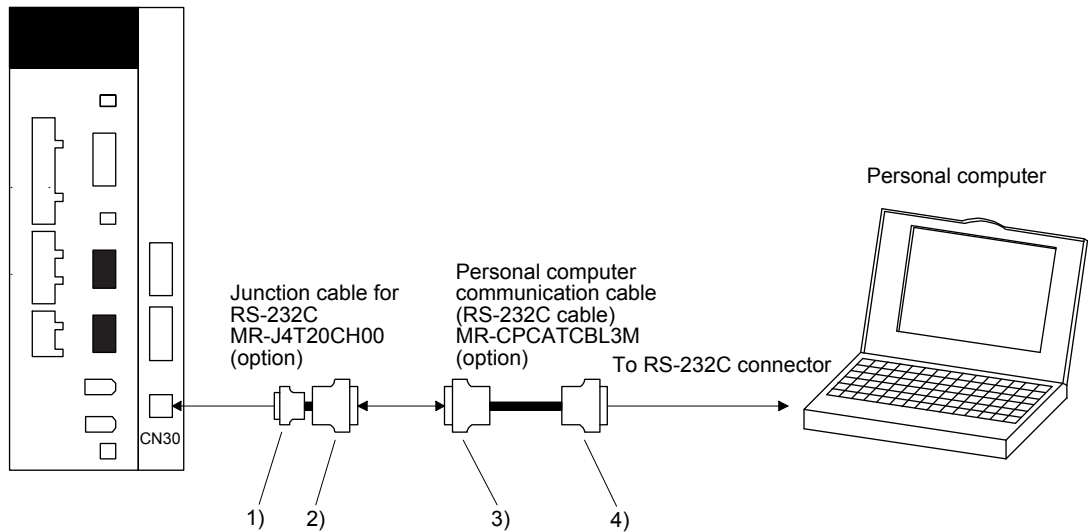 Personal computer
Junction cable for
RS-232C
MR-J4T20CH00
(option)
Personal computer
communication cable
(RS-232C cable)
MR-CPCATCBL3M
(option)
To RS-232C connector
CN30
1)
2)
3)
4)